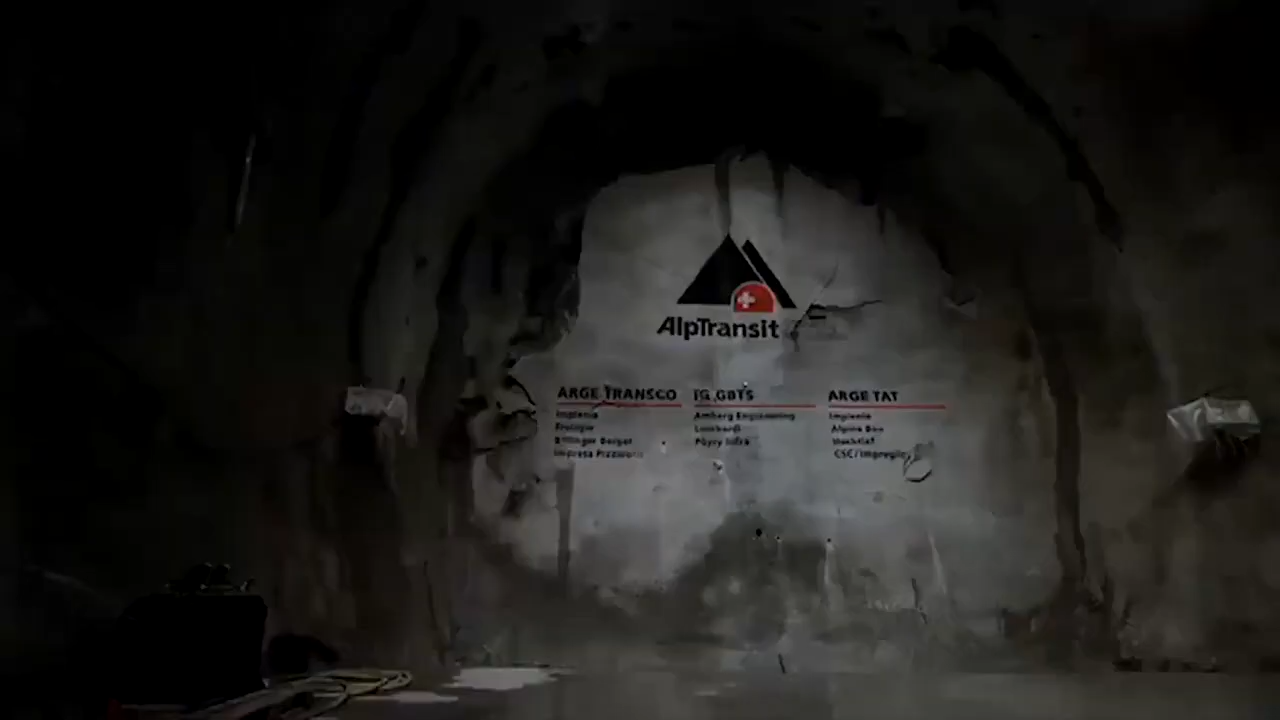 AlpTransit
ARGE TRANSCO
Implenia
Frutiger
Bilfinger Berger
Impresa Pizzarotti
IG GBTS
Amberg Engineering
Lombardi
Pöyry Infra
ARGE TAT
Implenia
Alpine Bau
Hochtief
CSC/Impregilo